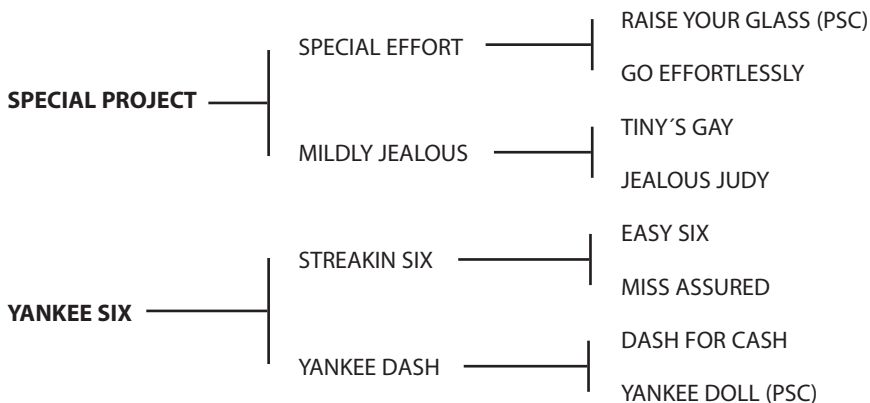 RAISE YOUR GLASS (PSC)
SPECIAL EFFORT
GO EFFORTLESSLY
SPECIAL PROJECT
TINY´S GAY
MILDLY JEALOUS
JEALOUS JUDY
EASY SIX
STREAKIN SIX
MISS ASSURED
YANKEE SIX
DASH FOR CASH
YANKEE DASH
YANKEE DOLL (PSC)